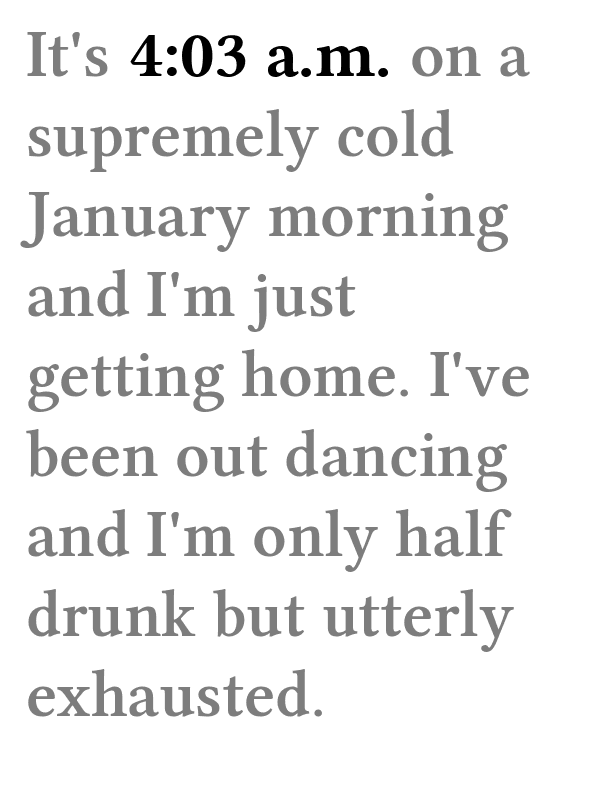 It's 4:03 a.m. on a
supremely cold
January morning
and I'm just
getting home. I've
been out dancing
and I'm only half
drunk but utterly
exhausted.